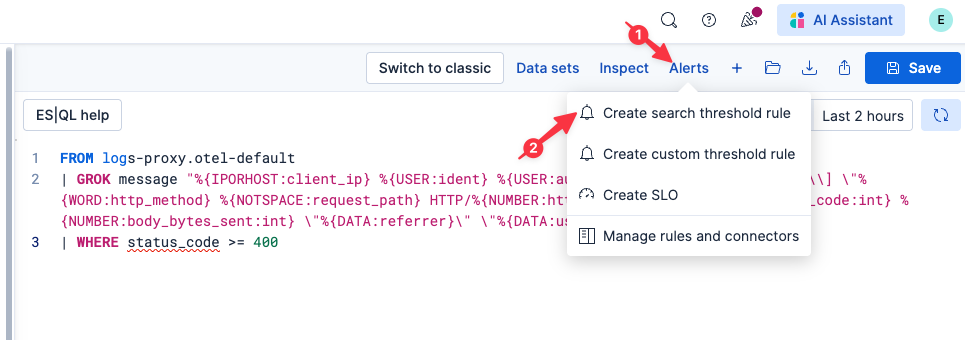 AI Assistant E
1
Switch to classic Data sets Inspect Alerts + Save
ES|QL help Create search threshold rule Last 2 hours
2
Create custom threshold rule
Create SLO
Manage rules and connectors
1 FROM logs-proxy.otel-default
2 | GROK message "%{IPORHOST:client_ip} %{USER:ident} %{USER:au \\] \"%
{WORD:http_method} %{NOTSPACE:request_path} HTTP/%{NUMBER:ht _code:int} %
{NUMBER:body_bytes_sent:int} \"%{DATA:referrer}\" \"%{DATA:us
3 | WHERE status_code >= 400